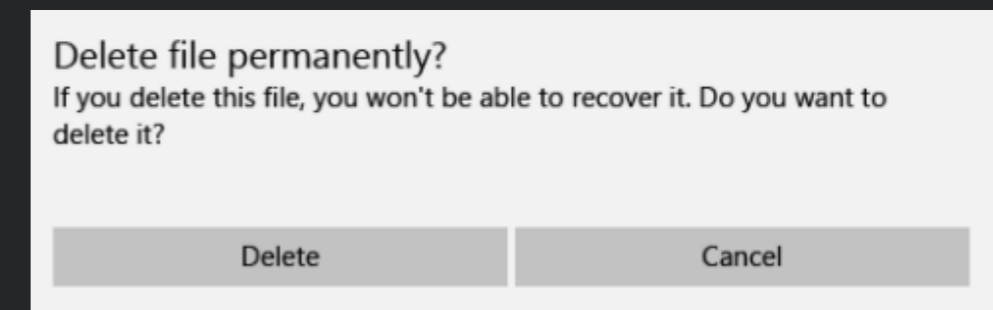 Delete file permanently?
If you delete this file, you won't be able to recover it. Do you want to
delete it?
Delete
Cancel